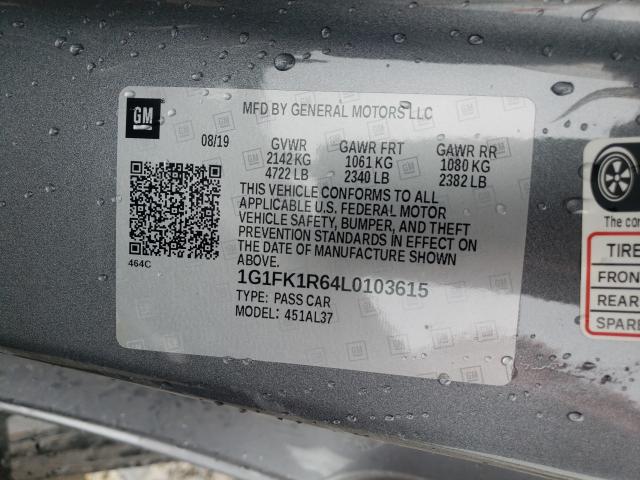 GM
MFD BY GENERAL MOTORS LLC
08/19
GVWR GAWR FRT GAWR RR
2142 KG 1061 KG 1080 KG
4722 LB 2340 LB 2382 LB
THIS VEHICLE CONFORMS TO ALL
APPLICABLE U.S. FEDERAL MOTOR
VEHICLE SAFETY, BUMPER, AND THEFT
PREVENTION STANDARDS IN EFFECT ON
THE DATE OF MANUFACTURE SHOWN
ABOVE.
464C
1G1FK1R64L0103615
TYPE: PASS CAR
MODEL: 451AL37
The co
TIRE
FRON
REAR
SPARE